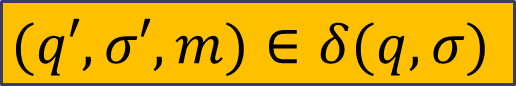 (q′, σ′, m) ∈ δ(q, σ)